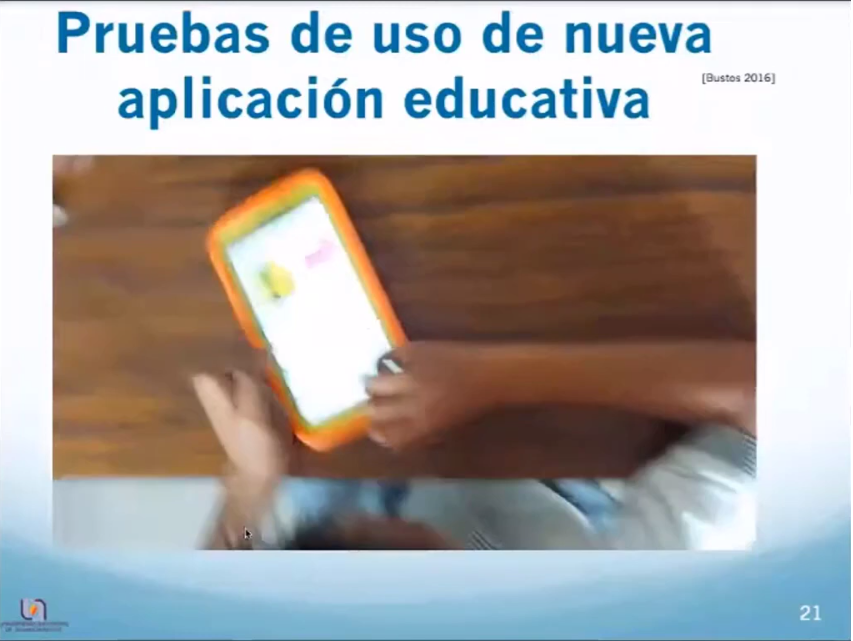 Pruebas de uso de nueva
aplicación educativa
[Bustos 2016]
21